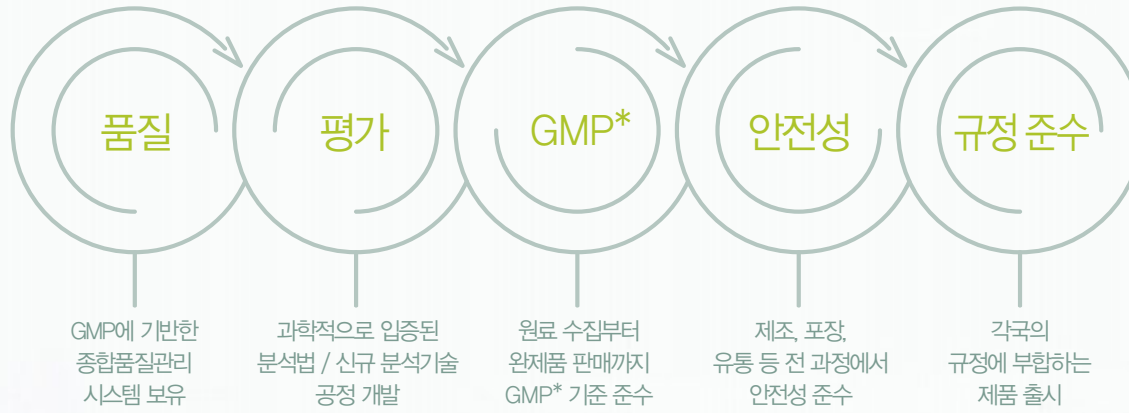 품질
평가
GMP*
안전성
규정 준수
GMP에 기반한
종합품질관리
시스템 보유
과학적으로 입증된
분석법 / 신규 분석기술
공정 개발
원료 수집부터
완제품 판매까지
GMP* 기준 준수
제조, 포장,
유통 등 전 과정에서
안전성 준수
각국의
규정에 부합하는
제품 출시